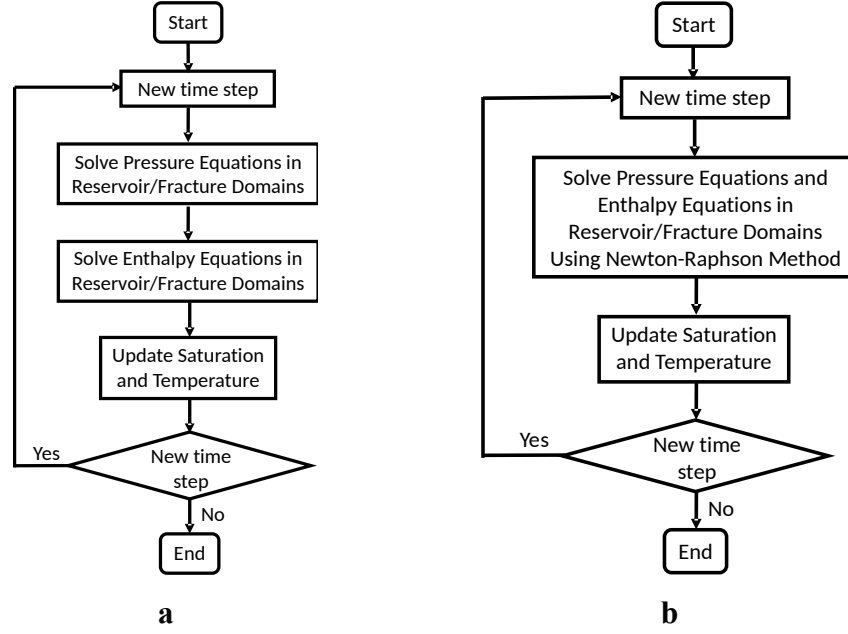 Start
New time step
Solve Pressure Equations in
Reservoir/Fracture Domains
Solve Enthalpy Equations in
Reservoir/Fracture Domains
Update Saturation
and Temperature
Yes
New time
step
No
End
a
Start
New time step
Solve Pressure Equations and
Enthalpy Equations in
Reservoir/Fracture Domains
Using Newton-Raphson Method
Update Saturation
and Temperature
Yes
New time
step
No
End
b